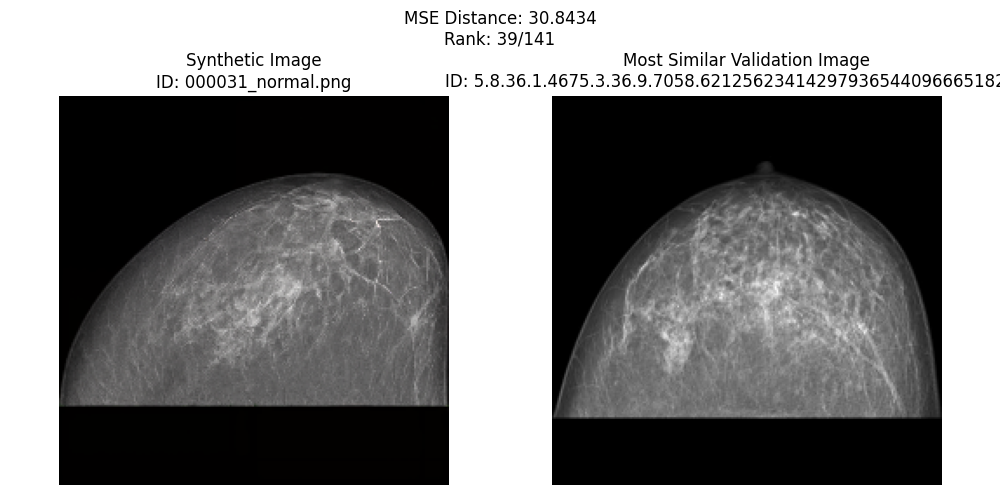 MSE Distance: 30.8434
Rank: 39/141
Synthetic Image
ID: 000031_normal.png
Most Similar Validation Image
ID: 5.8.36.1.4675.3.36.9.7058.62125623414297936544096665182